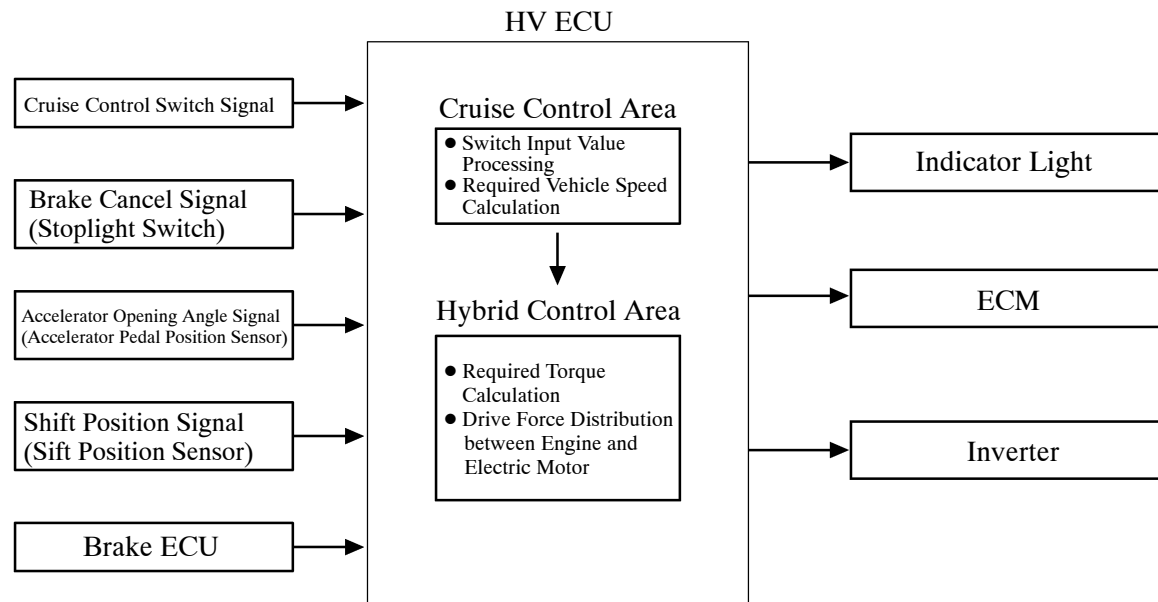 HV ECU
Cruise Control Switch Signal
Brake Cancel Signal
(Stoplight Switch)
Accelerator Opening Angle Signal
(Accelerator Pedal Position Sensor)
Shift Position Signal
(Sift Position Sensor)
Brake ECU
Cruise Control Area
● Switch Input Value
Processing
● Required Vehicle Speed
Calculation
Hybrid Control Area
● Required Torque
Calculation
● Drive Force Distribution
between Engine and
Electric Motor
Indicator Light
ECM
Inverter